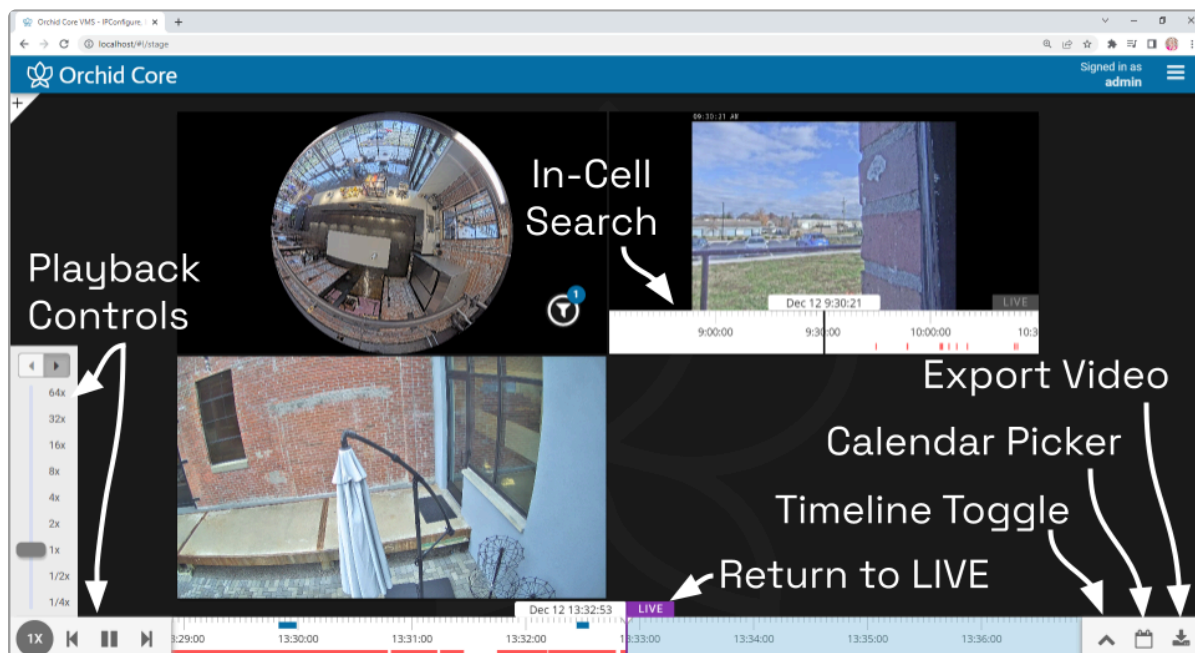 Orchid Core VMS - IPConfigure, 
localhost/#!/stage
Orchid Core
Signed in as
admin
+
09:30:21 AM
In-Cell
Search
Playback
Controls
1
Dec 12 9:30:21
LIVE
9:00:00
9:30:00
10:00:00
10:3
64x
32x
16x
8x
4x
2x
1x
1/2x
1/4x
Export Video
Calendar Picker
Timeline Toggle
Return to LIVE
Dec 12 13:32:53
LIVE
1X
3:29:00
13:30:00
13:31:00
13:32:00
13:33:00
13:34:00
13:35:00
13:36:00